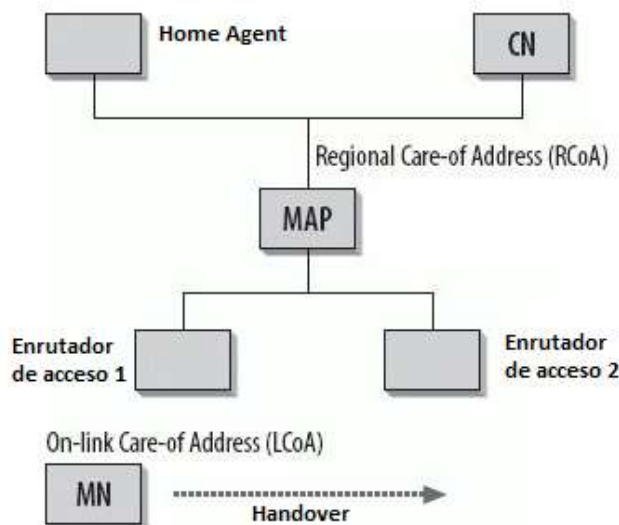 Home Agent
CN
Regional Care-of Address (RCoA)
MAP
Enrutador
de acceso 1
Enrutador
de acceso 2
On-link Care-of Address (LCoA)
MN
Handover